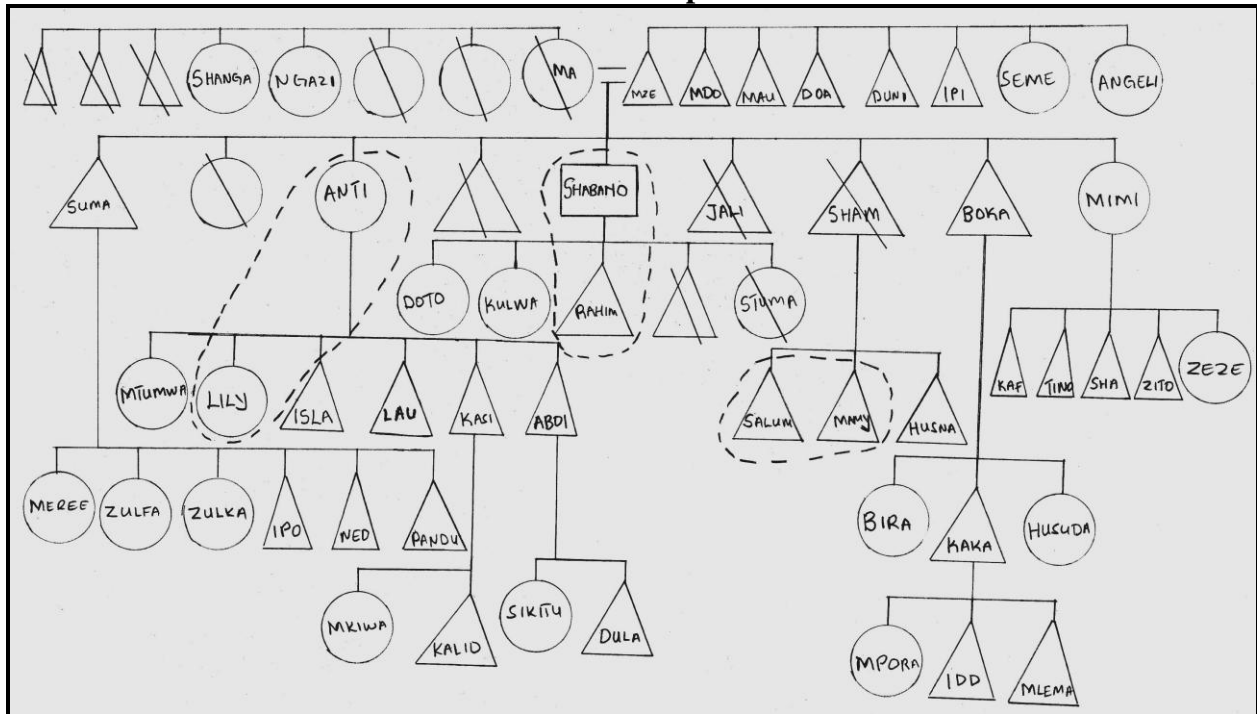 SHANGA
NGAZI
MA
MZE
MDO
MAU
DOA
DUNI
IPI
SEME
ANGELI
SUMA
ANTI
SHABANO
JALI
SHAM
BOKA
MIMI
DOTO
KULWA
RAHIM
STUMA
MTUMWA
LILY
ISLA
LAU
KASI
ABDI
SALUM
MAMY
HUSNA
KAF
TINO
SHA
ZITO
ZEZE
MEREE
ZULFA
ZULKA
IPO
NED
PANDU
BIRA
KAKA
HUSUDA
MKIWA
KALID
SIKITU
DULA
MPORA
IDD
MLEMA